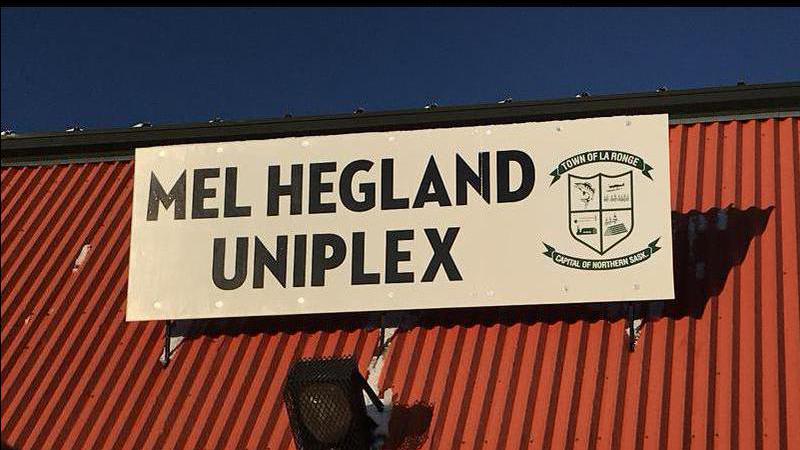 MEL HEGLAND
UNIPLEX
TOWN OF LA RONGE
CAPITAL OF NORTHERN SASK.